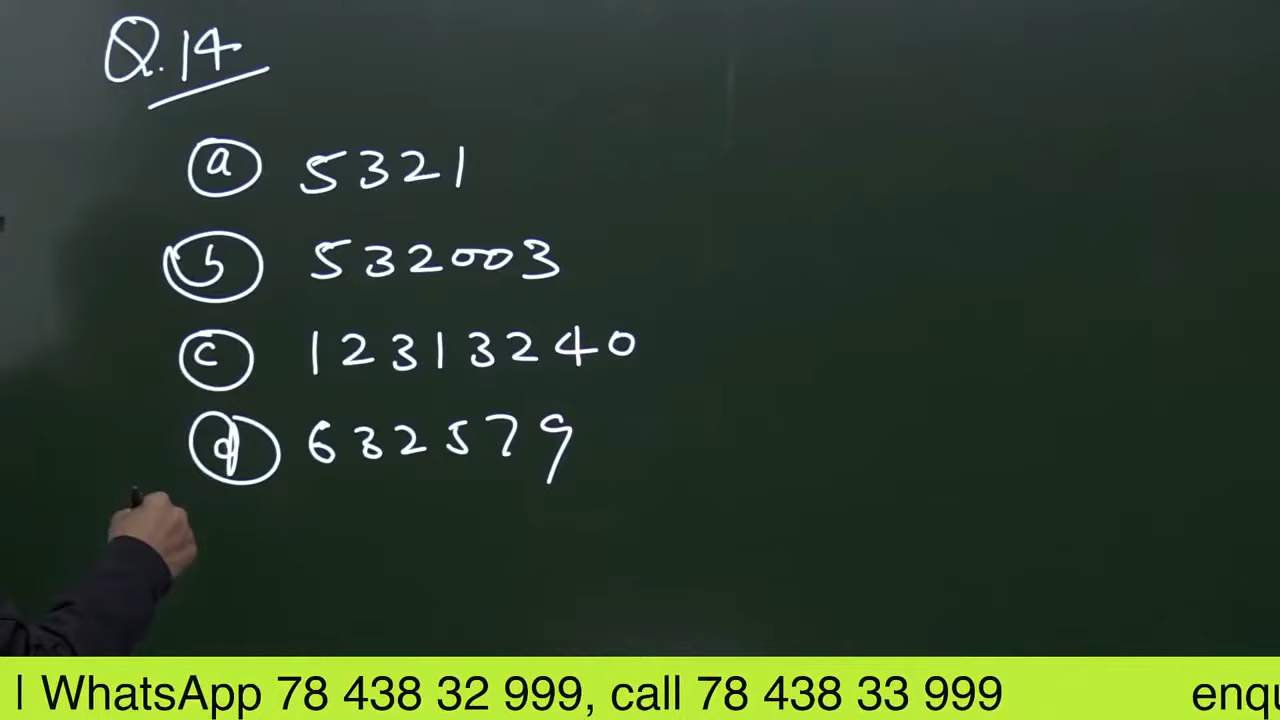 Q.14
a 5321
b 532003
c 12313240
d 632579
| WhatsApp 78 438 32 999, call 78 438 33 999 enqu